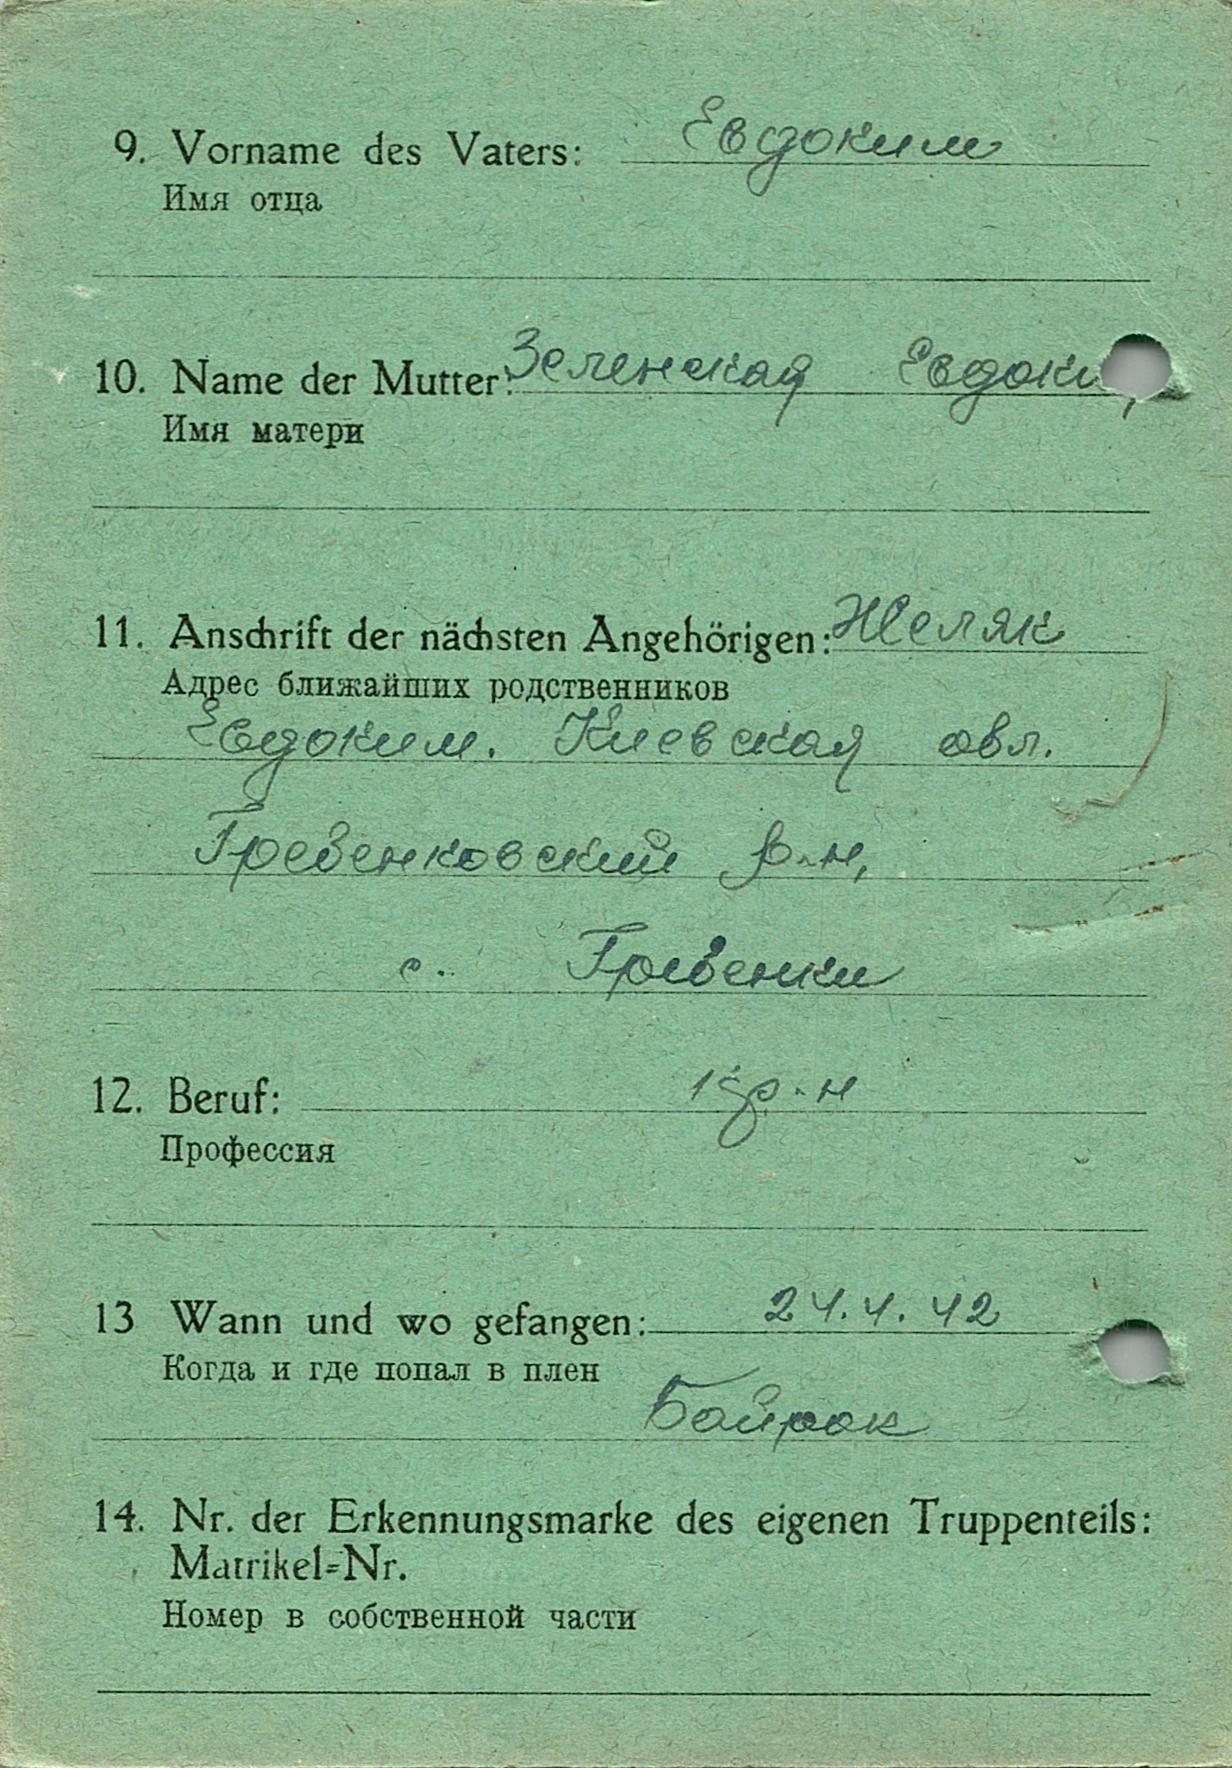 9. Vorname des Vaters: Евдоким
Имя отца
10. Name der Mutter: Зеленская Евдоки
Имя матери
11. Anschrift der nächsten Angehörigen: Желяк
Адрес ближайших родственников
Евдоким. Киевская обл.
Гребенковский р-н,
с. Гребенки
12. Beruf: кр-н
Профессия
13 Wann und wo gefangen: 24.4.42
Когда и где попал в плен
Байрак
14. Nr. der Erkennungsmarke des eigenen Truppenteils:
Matrikel=Nr.
Номер в собственной части